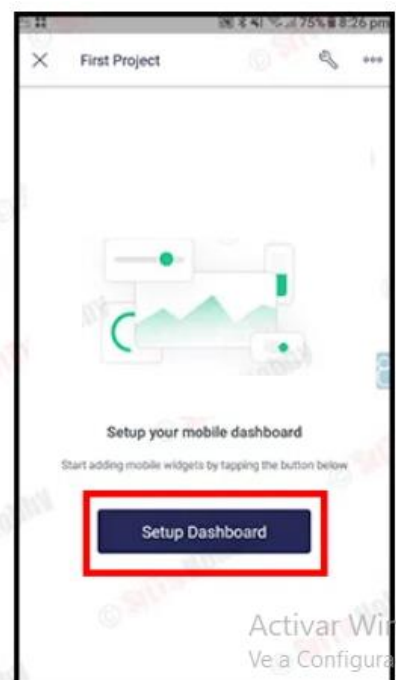 75% 8:26 pm
First Project
Setup your mobile dashboard
Start adding mobile widgets by tapping the button below
Setup Dashboard
Activar Wi
Ve a Configura